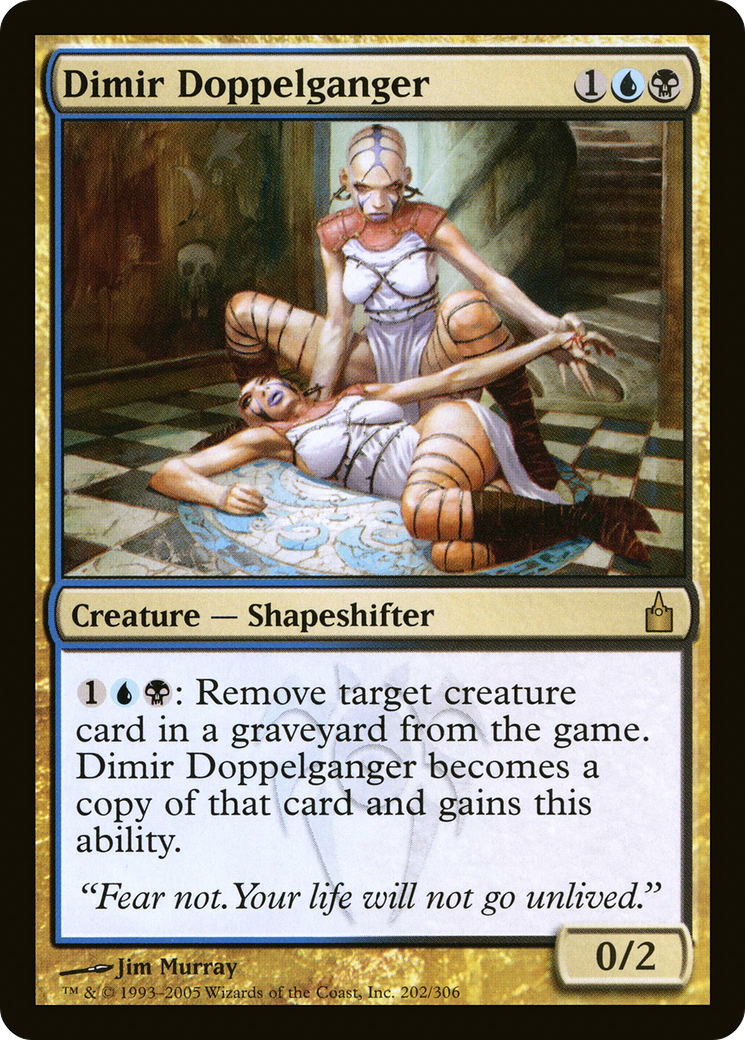 Dimir Doppelganger 1
Creature — Shapeshifter
1: Remove target creature
card in a graveyard from the game.
Dimir Doppelganger becomes a
copy of that card and gains this
ability.
“Fear not. Your life will not go unlived.”
0/2
Jim Murray
™ & © 1993–2005 Wizards of the Coast, Inc. 202/306